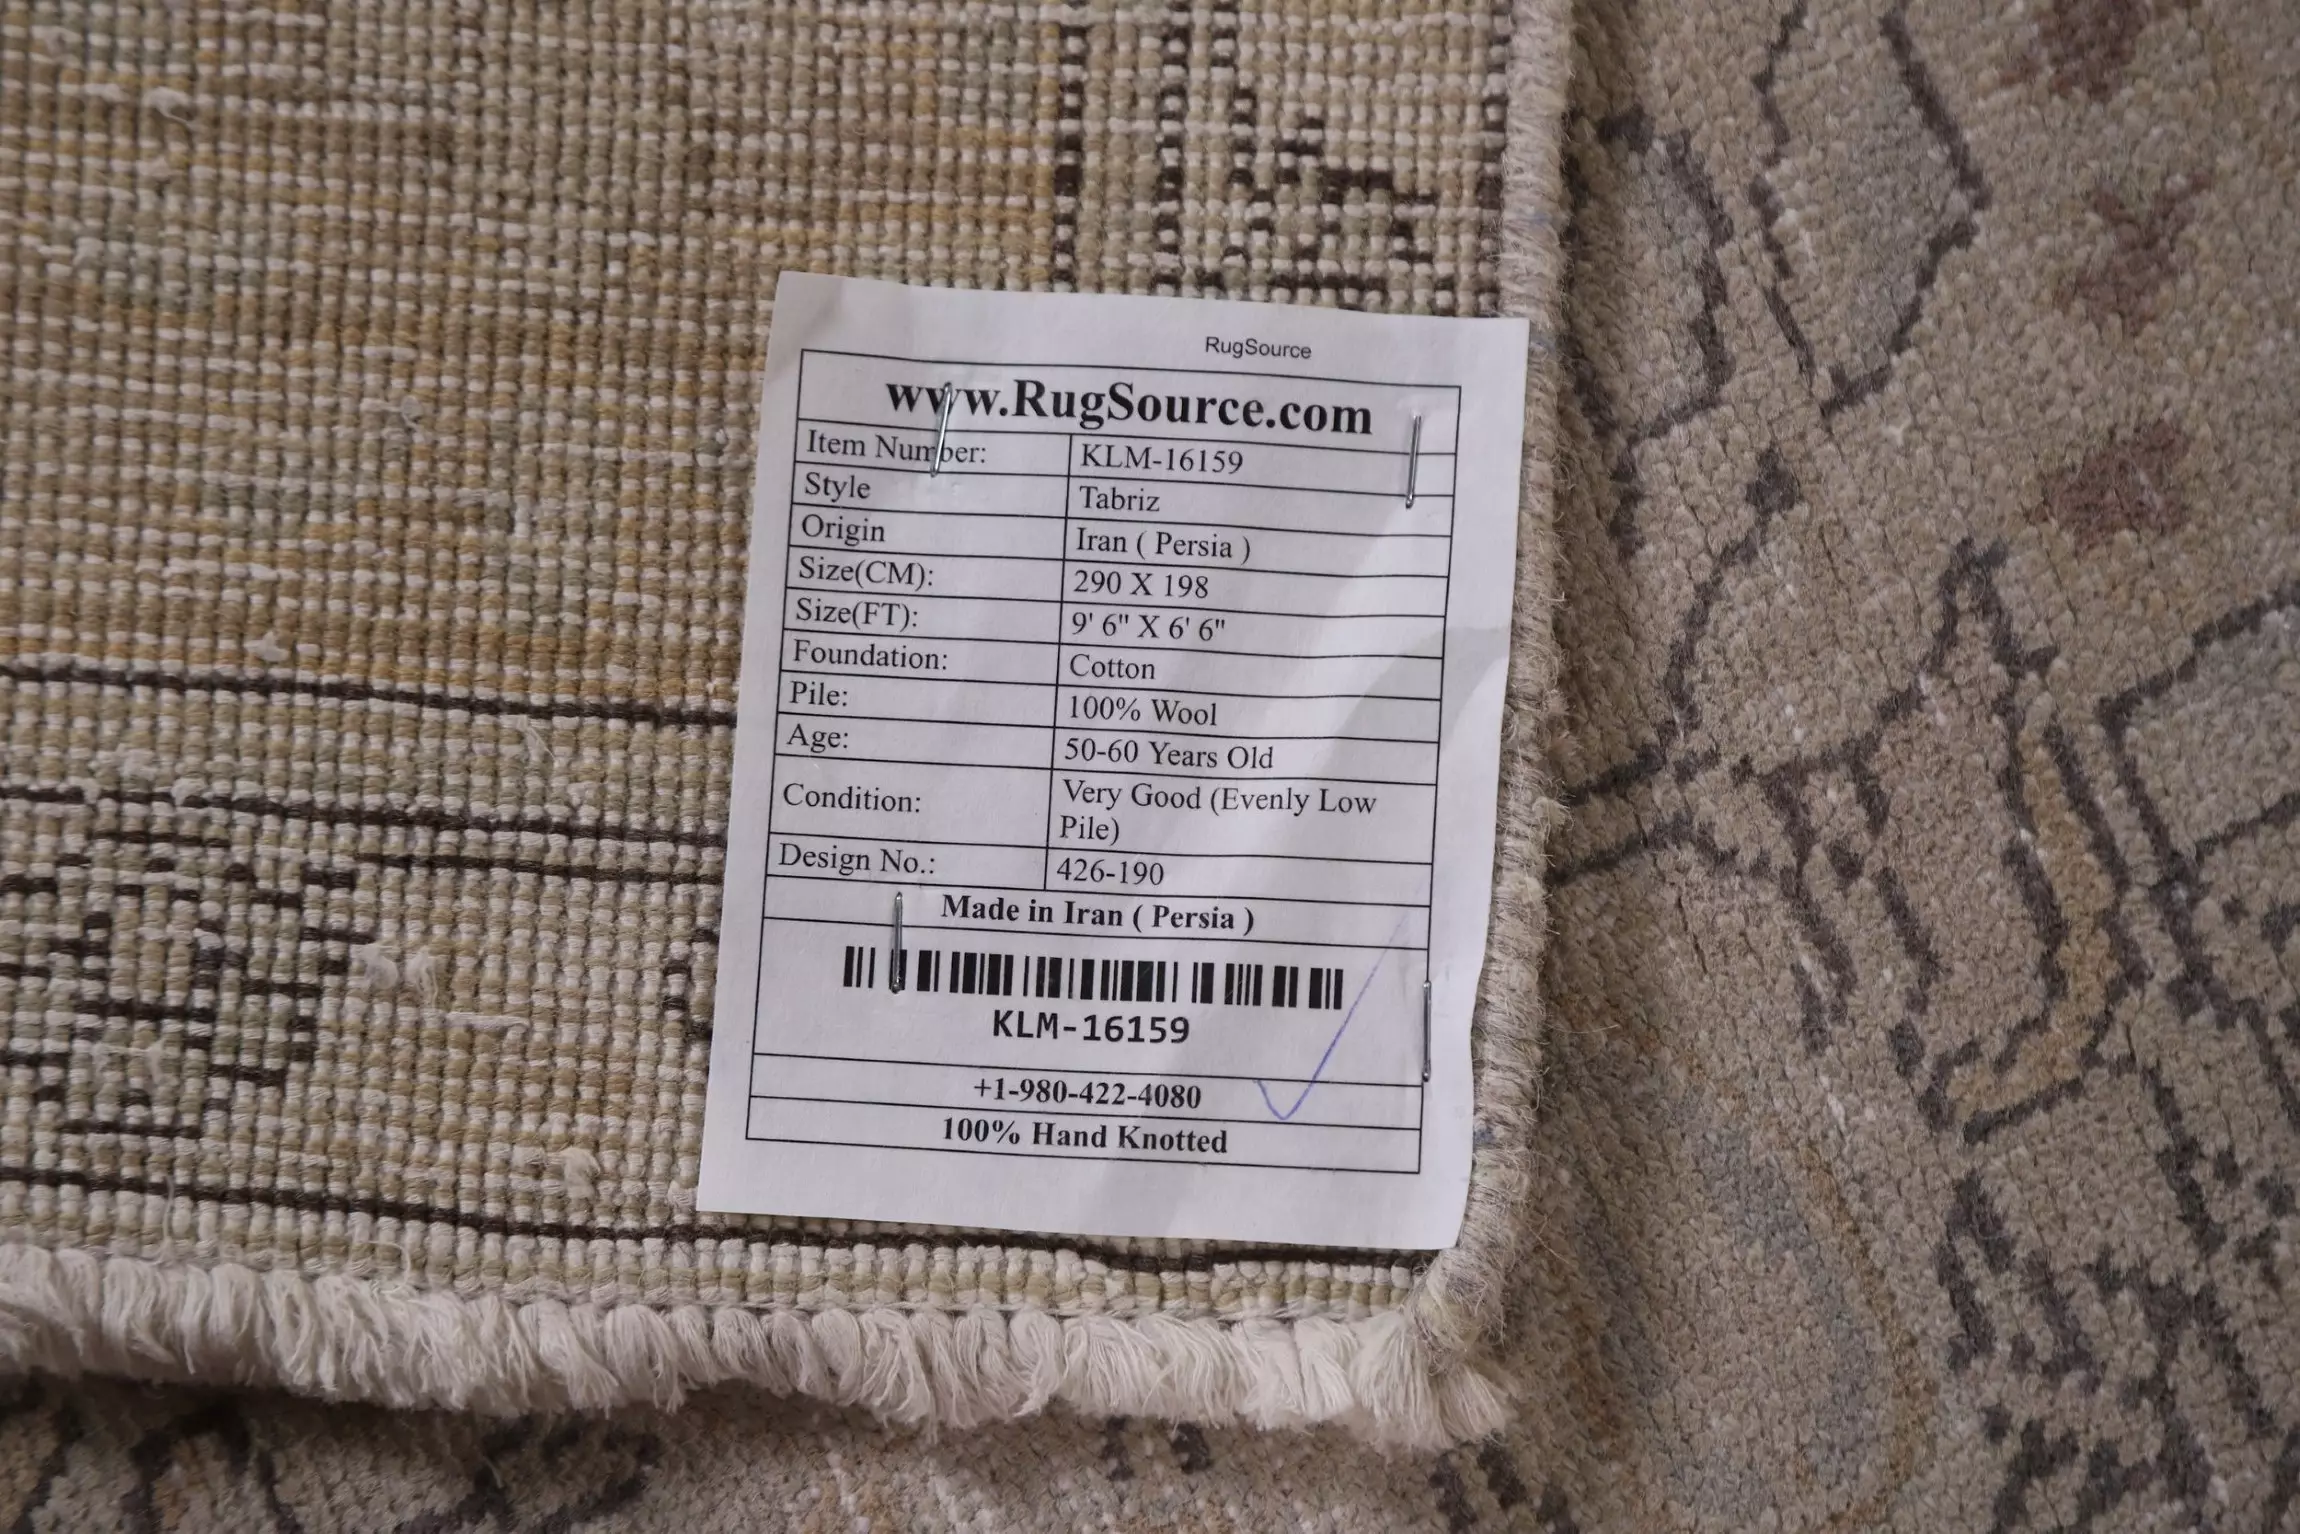 RugSource
www.RugSource.com
Item Number: KLM-16159
Style Tabriz
Origin Iran ( Persia )
Size(CM): 290 X 198
Size(FT): 9' 6" X 6' 6"
Foundation: Cotton
Pile: 100% Wool
Age: 50-60 Years Old
Condition: Very Good (Evenly Low
Pile)
Design No.: 426-190
Made in Iran ( Persia )
KLM-16159
+1-980-422-4080
100% Hand Knotted